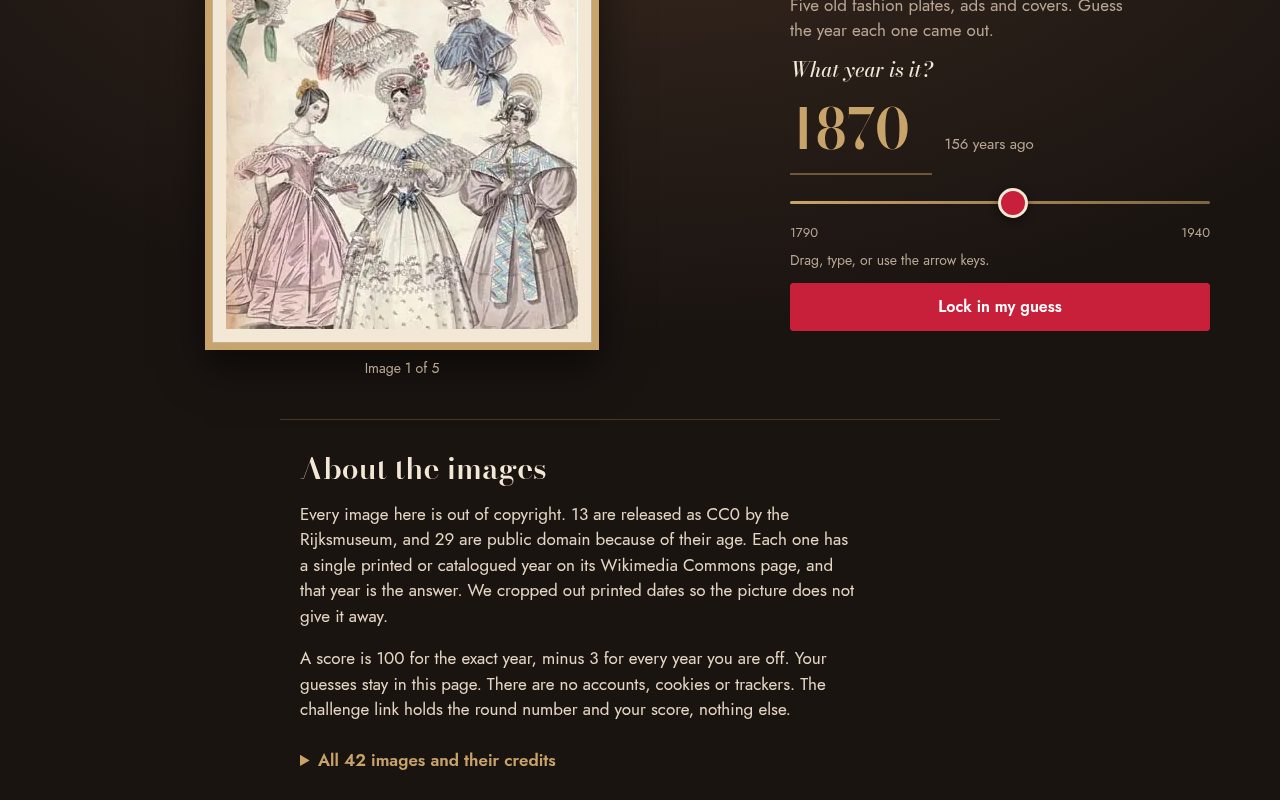 Five old fashion plates, ads and covers. Guess
the year each one came out.
What year is it?
1870
156 years ago
1790
1940
Drag, type, or use the arrow keys.
Lock in my guess
Image 1 of 5
About the images
Every image here is out of copyright. 13 are released as CC0 by the
Rijksmuseum, and 29 are public domain because of their age. Each one has
a single printed or catalogued year on its Wikimedia Commons page, and
that year is the answer. We cropped out printed dates so the picture does not
give it away.
A score is 100 for the exact year, minus 3 for every year you are off. Your
guesses stay in this page. There are no accounts, cookies or trackers. The
challenge link holds the round number and your score, nothing else.
All 42 images and their credits